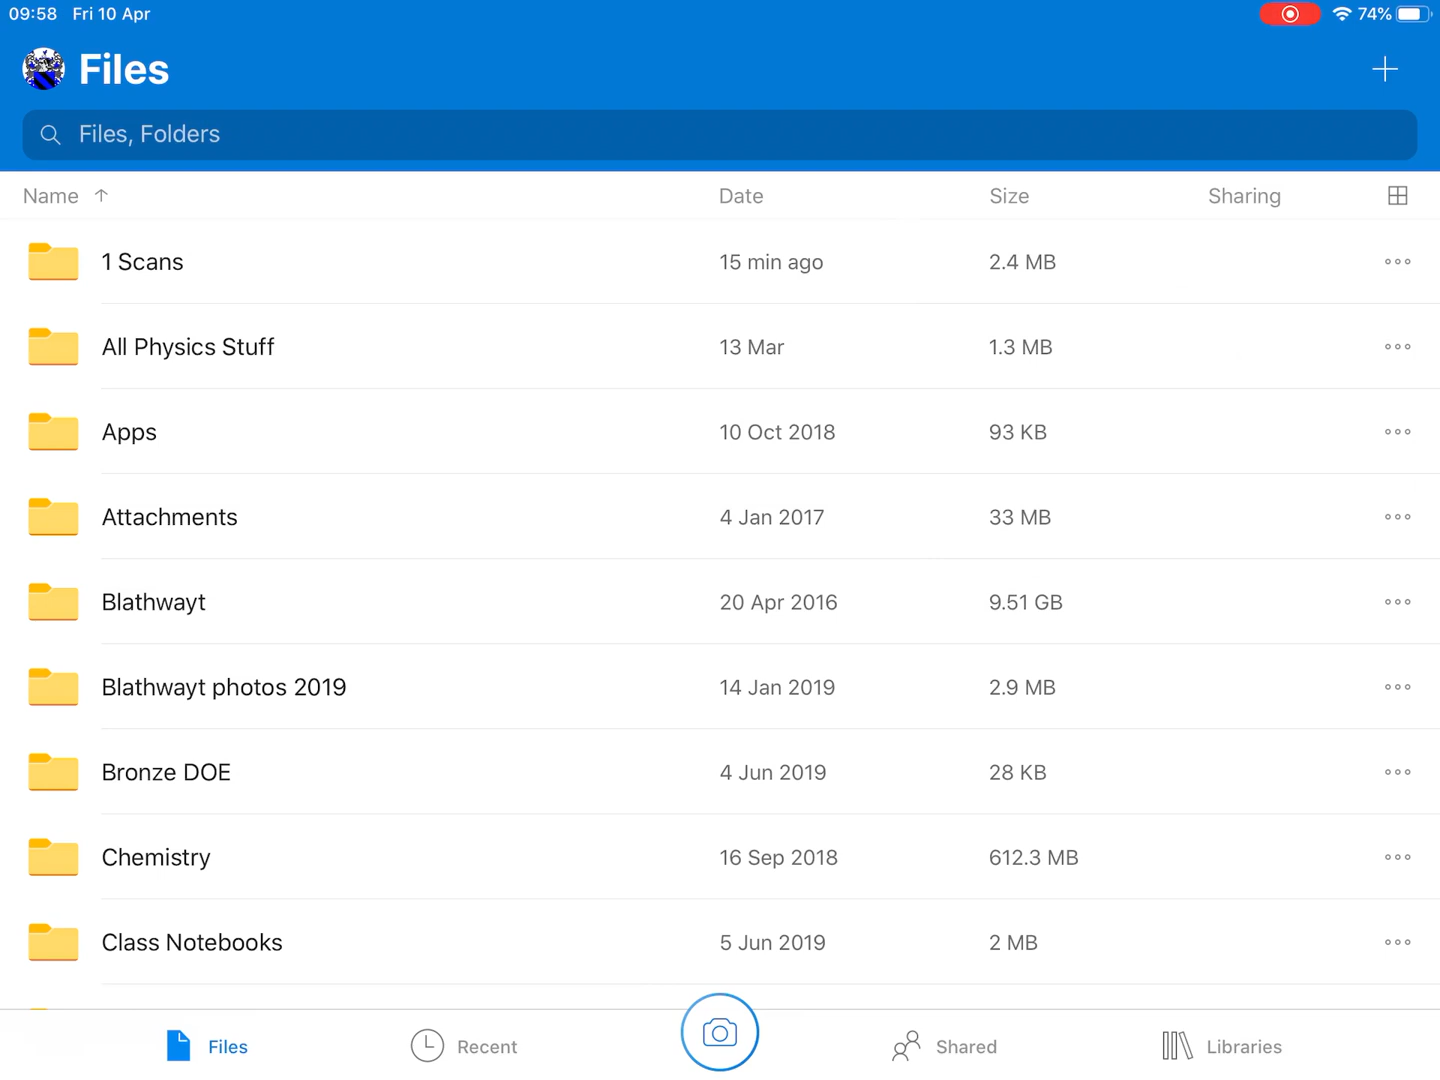 09:58 Fri 10 Apr 74%
Files
Files, Folders
Name Date Size Sharing
1 Scans 15 min ago 2.4 MB
All Physics Stuff 13 Mar 1.3 MB
Apps 10 Oct 2018 93 KB
Attachments 4 Jan 2017 33 MB
Blathwayt 20 Apr 2016 9.51 GB
Blathwayt photos 2019 14 Jan 2019 2.9 MB
Bronze DOE 4 Jun 2019 28 KB
Chemistry 16 Sep 2018 612.3 MB
Class Notebooks 5 Jun 2019 2 MB
Files Recent Shared Libraries